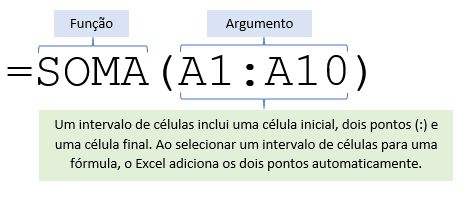 Função Argumento
=SOMA(A1:A10)
Um intervalo de células inclui uma célula inicial, dois pontos (:) e
uma célula final. Ao selecionar um intervalo de células para uma
fórmula, o Excel adiciona os dois pontos automaticamente.